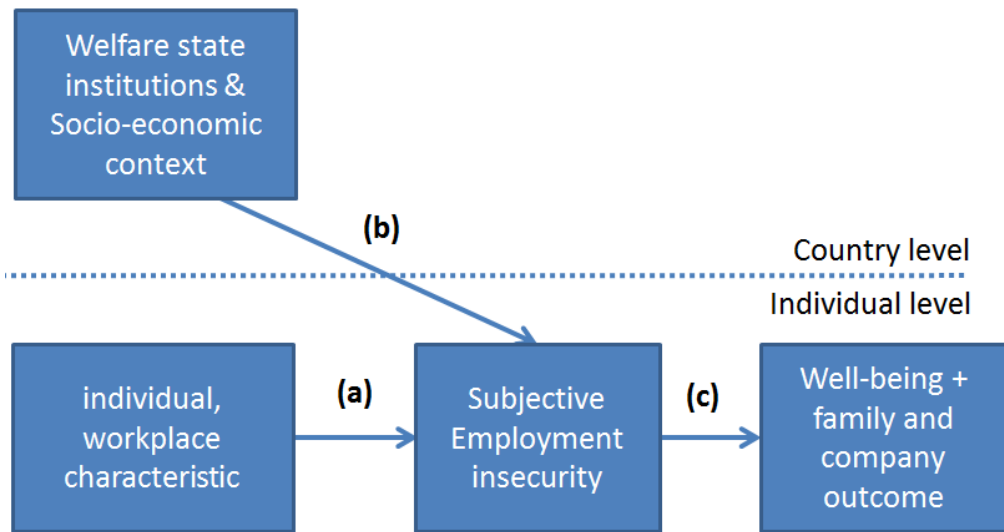 Welfare state
institutions &
Socio-economic
context
(b)
Country level
Individual level
individual,
workplace
characteristic
(a)
Subjective
Employment
insecurity
(c)
Well-being +
family and
company
outcome